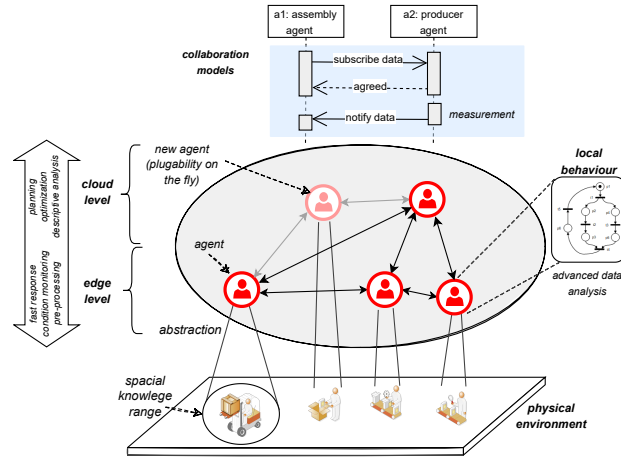 a1: assembly
agent
a2: producer
agent
collaboration
models
subscribe data
agreed
notify data
measurement
new agent
(plugability on
the fly)
local
behaviour
cloud
level
planning
optimization
descriptive analysis
agent
edge
level
fast response
condition monitoring
pre-processing
abstraction
advanced data
analysis
spacial
knowlege
range
physical
environment